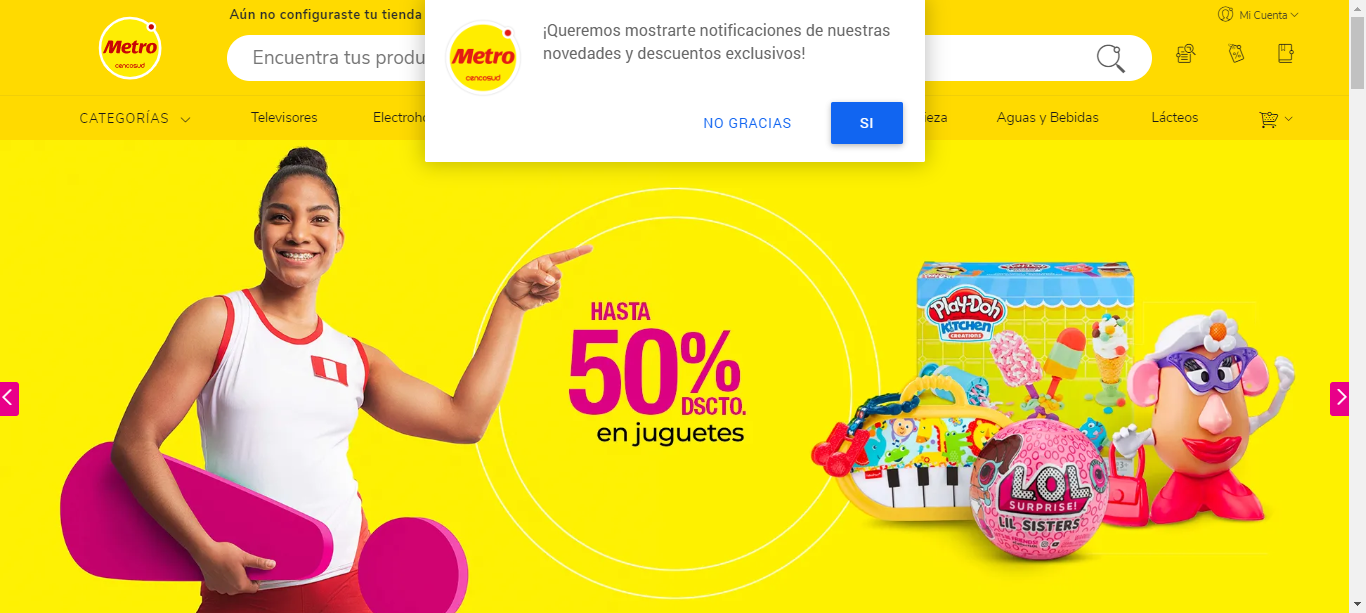 Aún no configuraste tu tienda
Mi Cuenta
Metro
cencosud
Encuentra tus produ
Metro
cencosud
¡Queremos mostrarte notificaciones de nuestras
novedades y descuentos exclusivos!
NO GRACIAS
SI
CATEGORÍAS
Televisores
Electroho
ieza
Aguas y Bebidas
Lácteos
HASTA
50%
DSCTO.
en juguetes
Play-Doh
KITCHEN
CREATIONS
L.O.L
SURPRISE!
LIL SISTERS